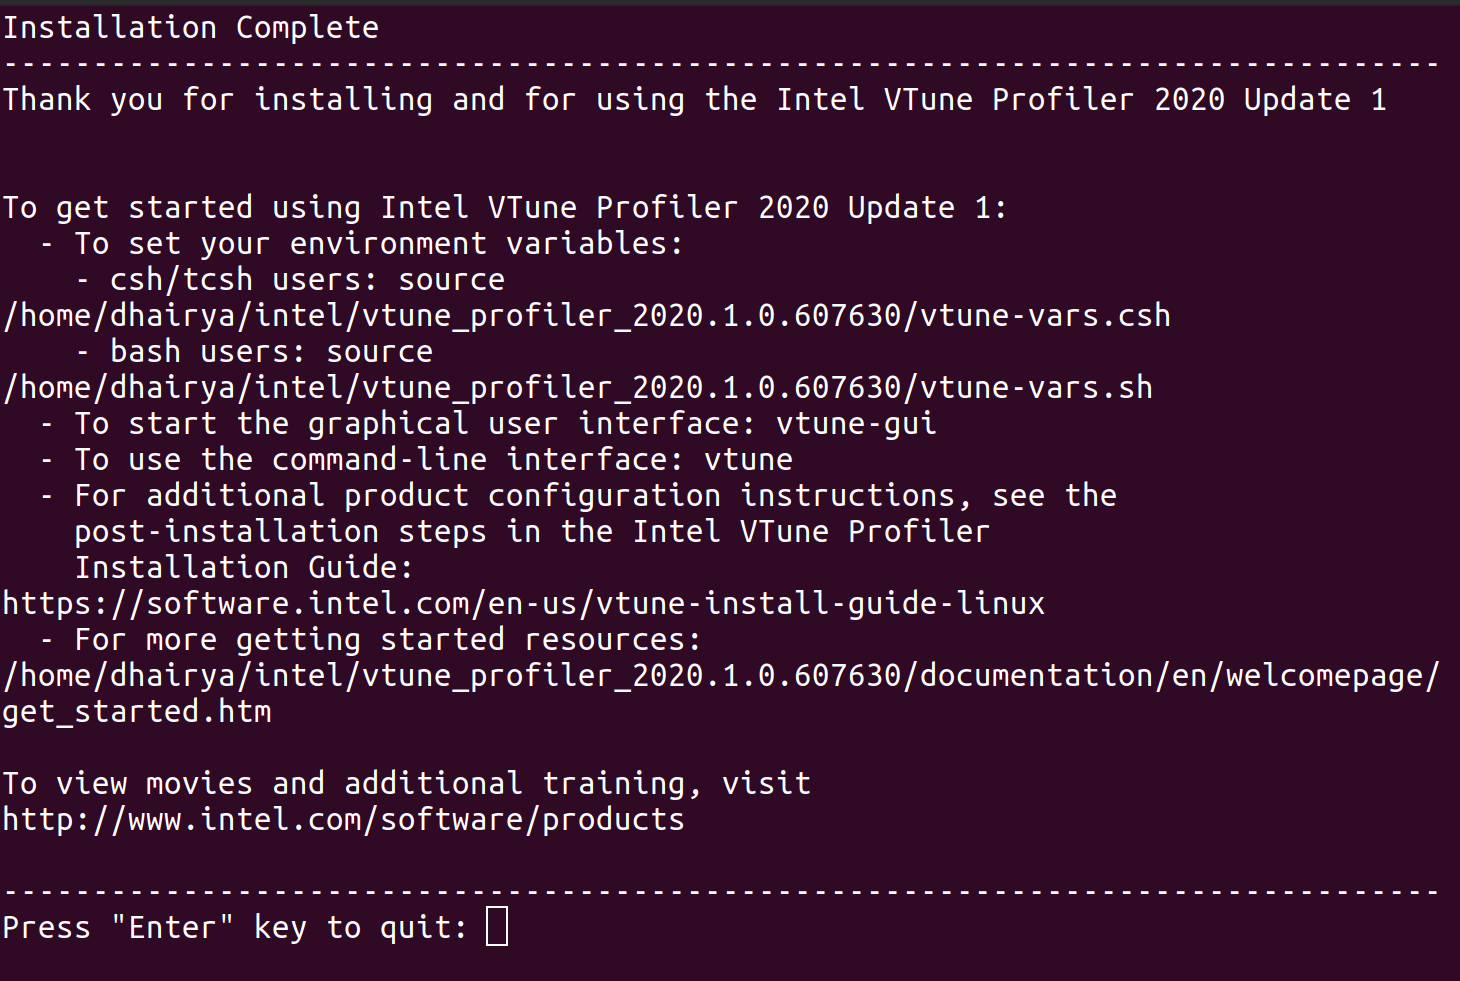 Installation Complete
--------------------------------------------------------------------------------
Thank you for installing and for using the Intel VTune Profiler 2020 Update 1
To get started using Intel VTune Profiler 2020 Update 1:
  - To set your environment variables:
    - csh/tcsh users: source
/home/dhairya/intel/vtune_profiler_2020.1.0.607630/vtune-vars.csh
    - bash users: source
/home/dhairya/intel/vtune_profiler_2020.1.0.607630/vtune-vars.sh
  - To start the graphical user interface: vtune-gui
  - To use the command-line interface: vtune
  - For additional product configuration instructions, see the
    post-installation steps in the Intel VTune Profiler
    Installation Guide:
https://software.intel.com/en-us/vtune-install-guide-linux
  - For more getting started resources:
/home/dhairya/intel/vtune_profiler_2020.1.0.607630/documentation/en/welcomepage/
get_started.htm
To view movies and additional training, visit
http://www.intel.com/software/products
--------------------------------------------------------------------------------
Press "Enter" key to quit: